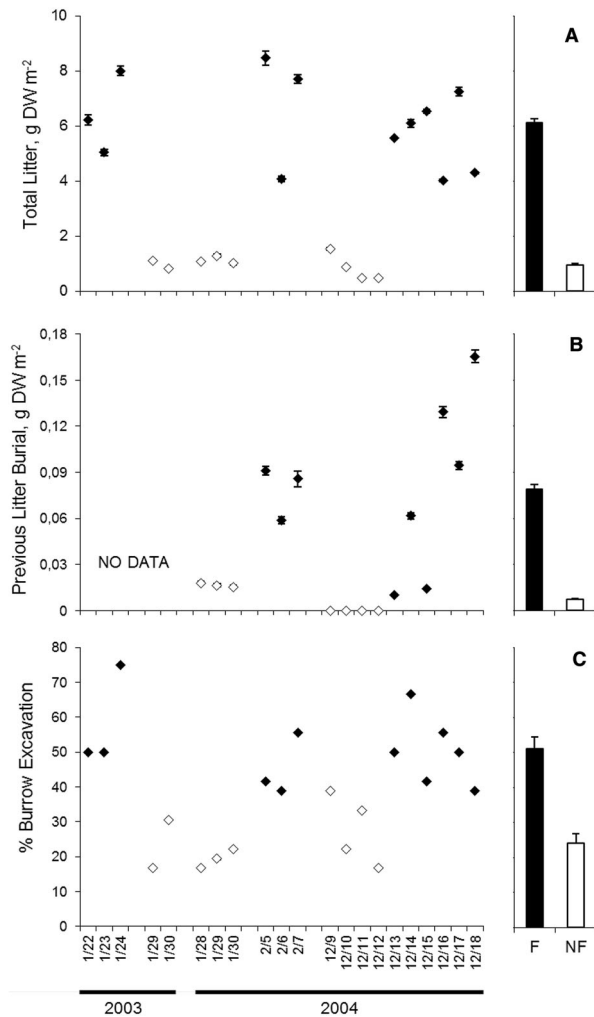 A
Total Litter, g DW m-2
10
8
6
4
2
0
B
Previous Litter Burial, g DW m-2
0,18
0,15
0,12
0,09
0,06
0,03
0
NO DATA
C
% Burrow Excavation
80
70
60
50
40
30
20
10
0
1/22 1/23 1/24 1/29 1/30 1/28 1/29 1/30 2/5 2/6 2/7 12/9 12/10 12/11 12/12 12/13 12/14 12/15 12/16 12/17 12/18
F NF
2003 2004